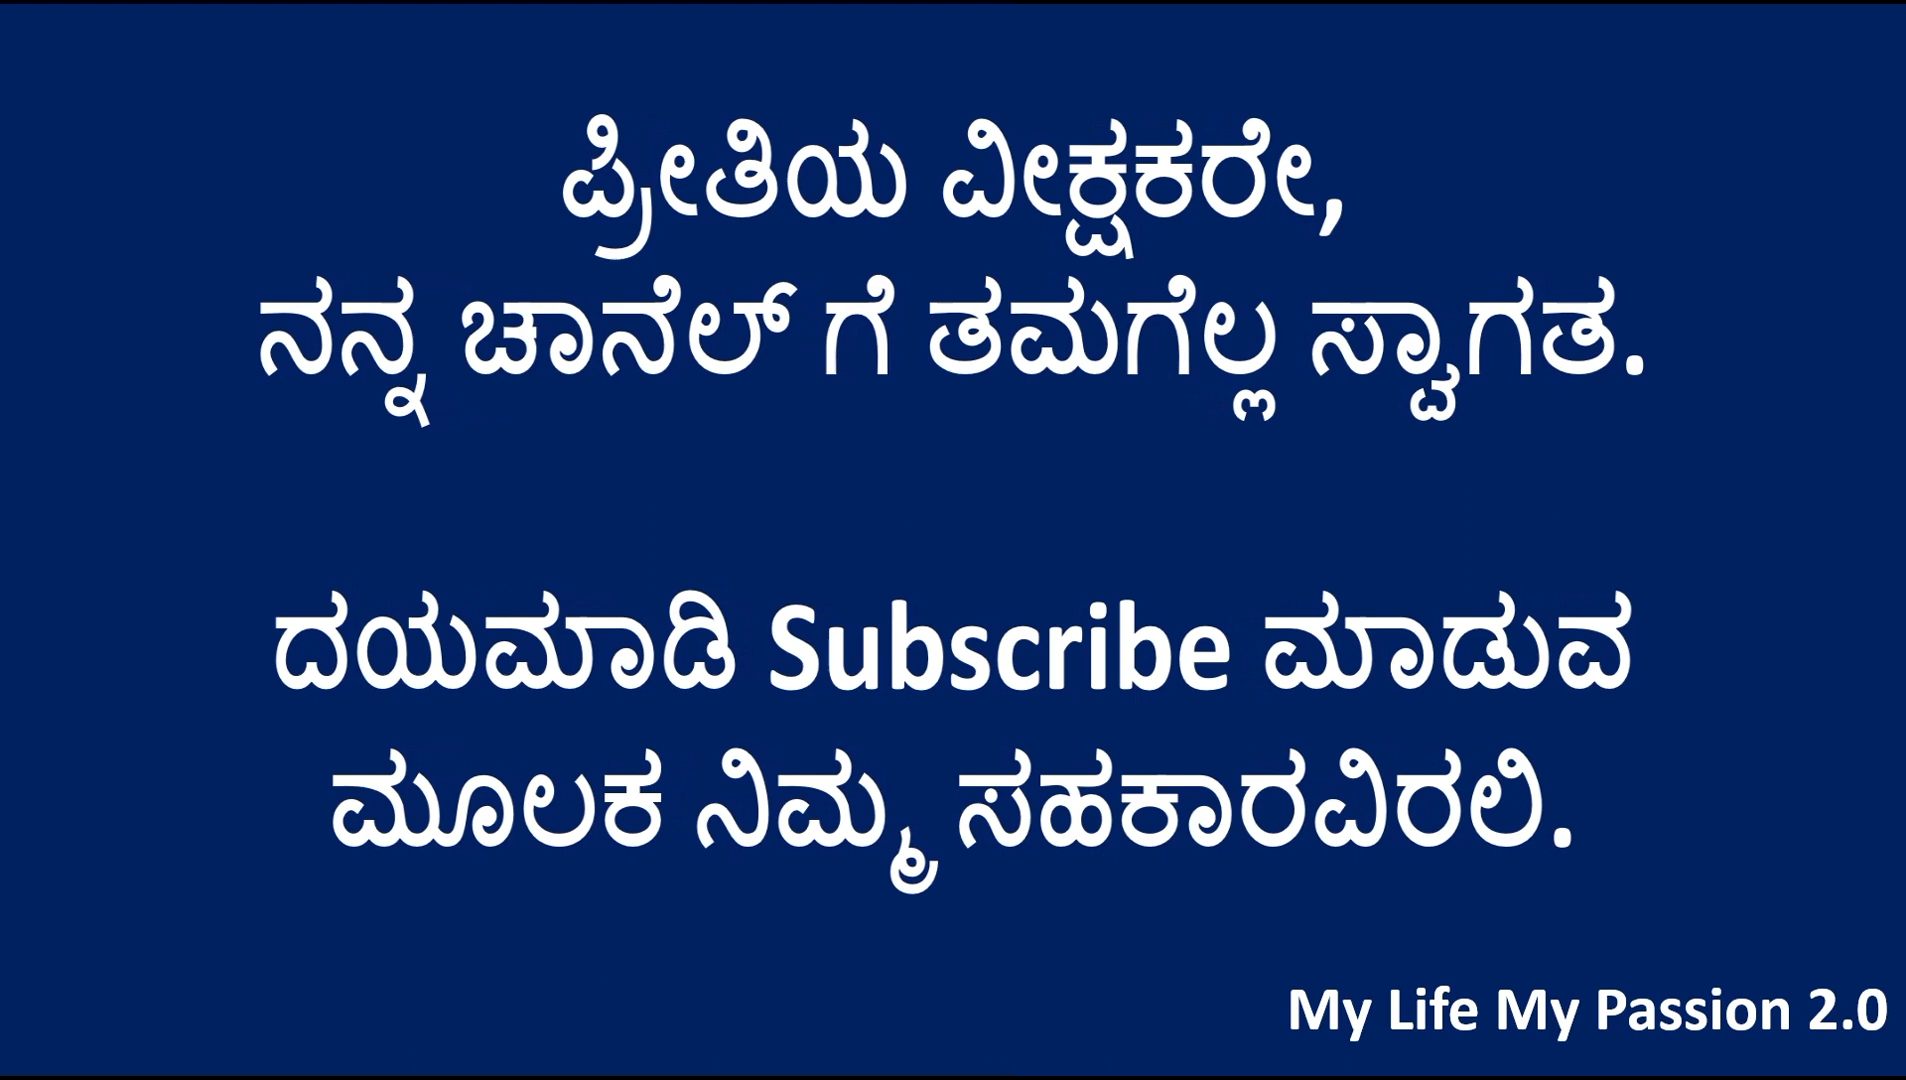 ಪ್ರೀತಿಯ ವೀಕ್ಷಕರೇ,
ನನ್ನ ಚಾನೆಲ್ ಗೆ ತಮಗೆಲ್ಲ ಸ್ವಾಗತ.
ದಯಮಾಡಿ Subscribe ಮಾಡುವ
ಮೂಲಕ ನಿಮ್ಮ ಸಹಕಾರವಿರಲಿ.
My Life My Passion 2.0